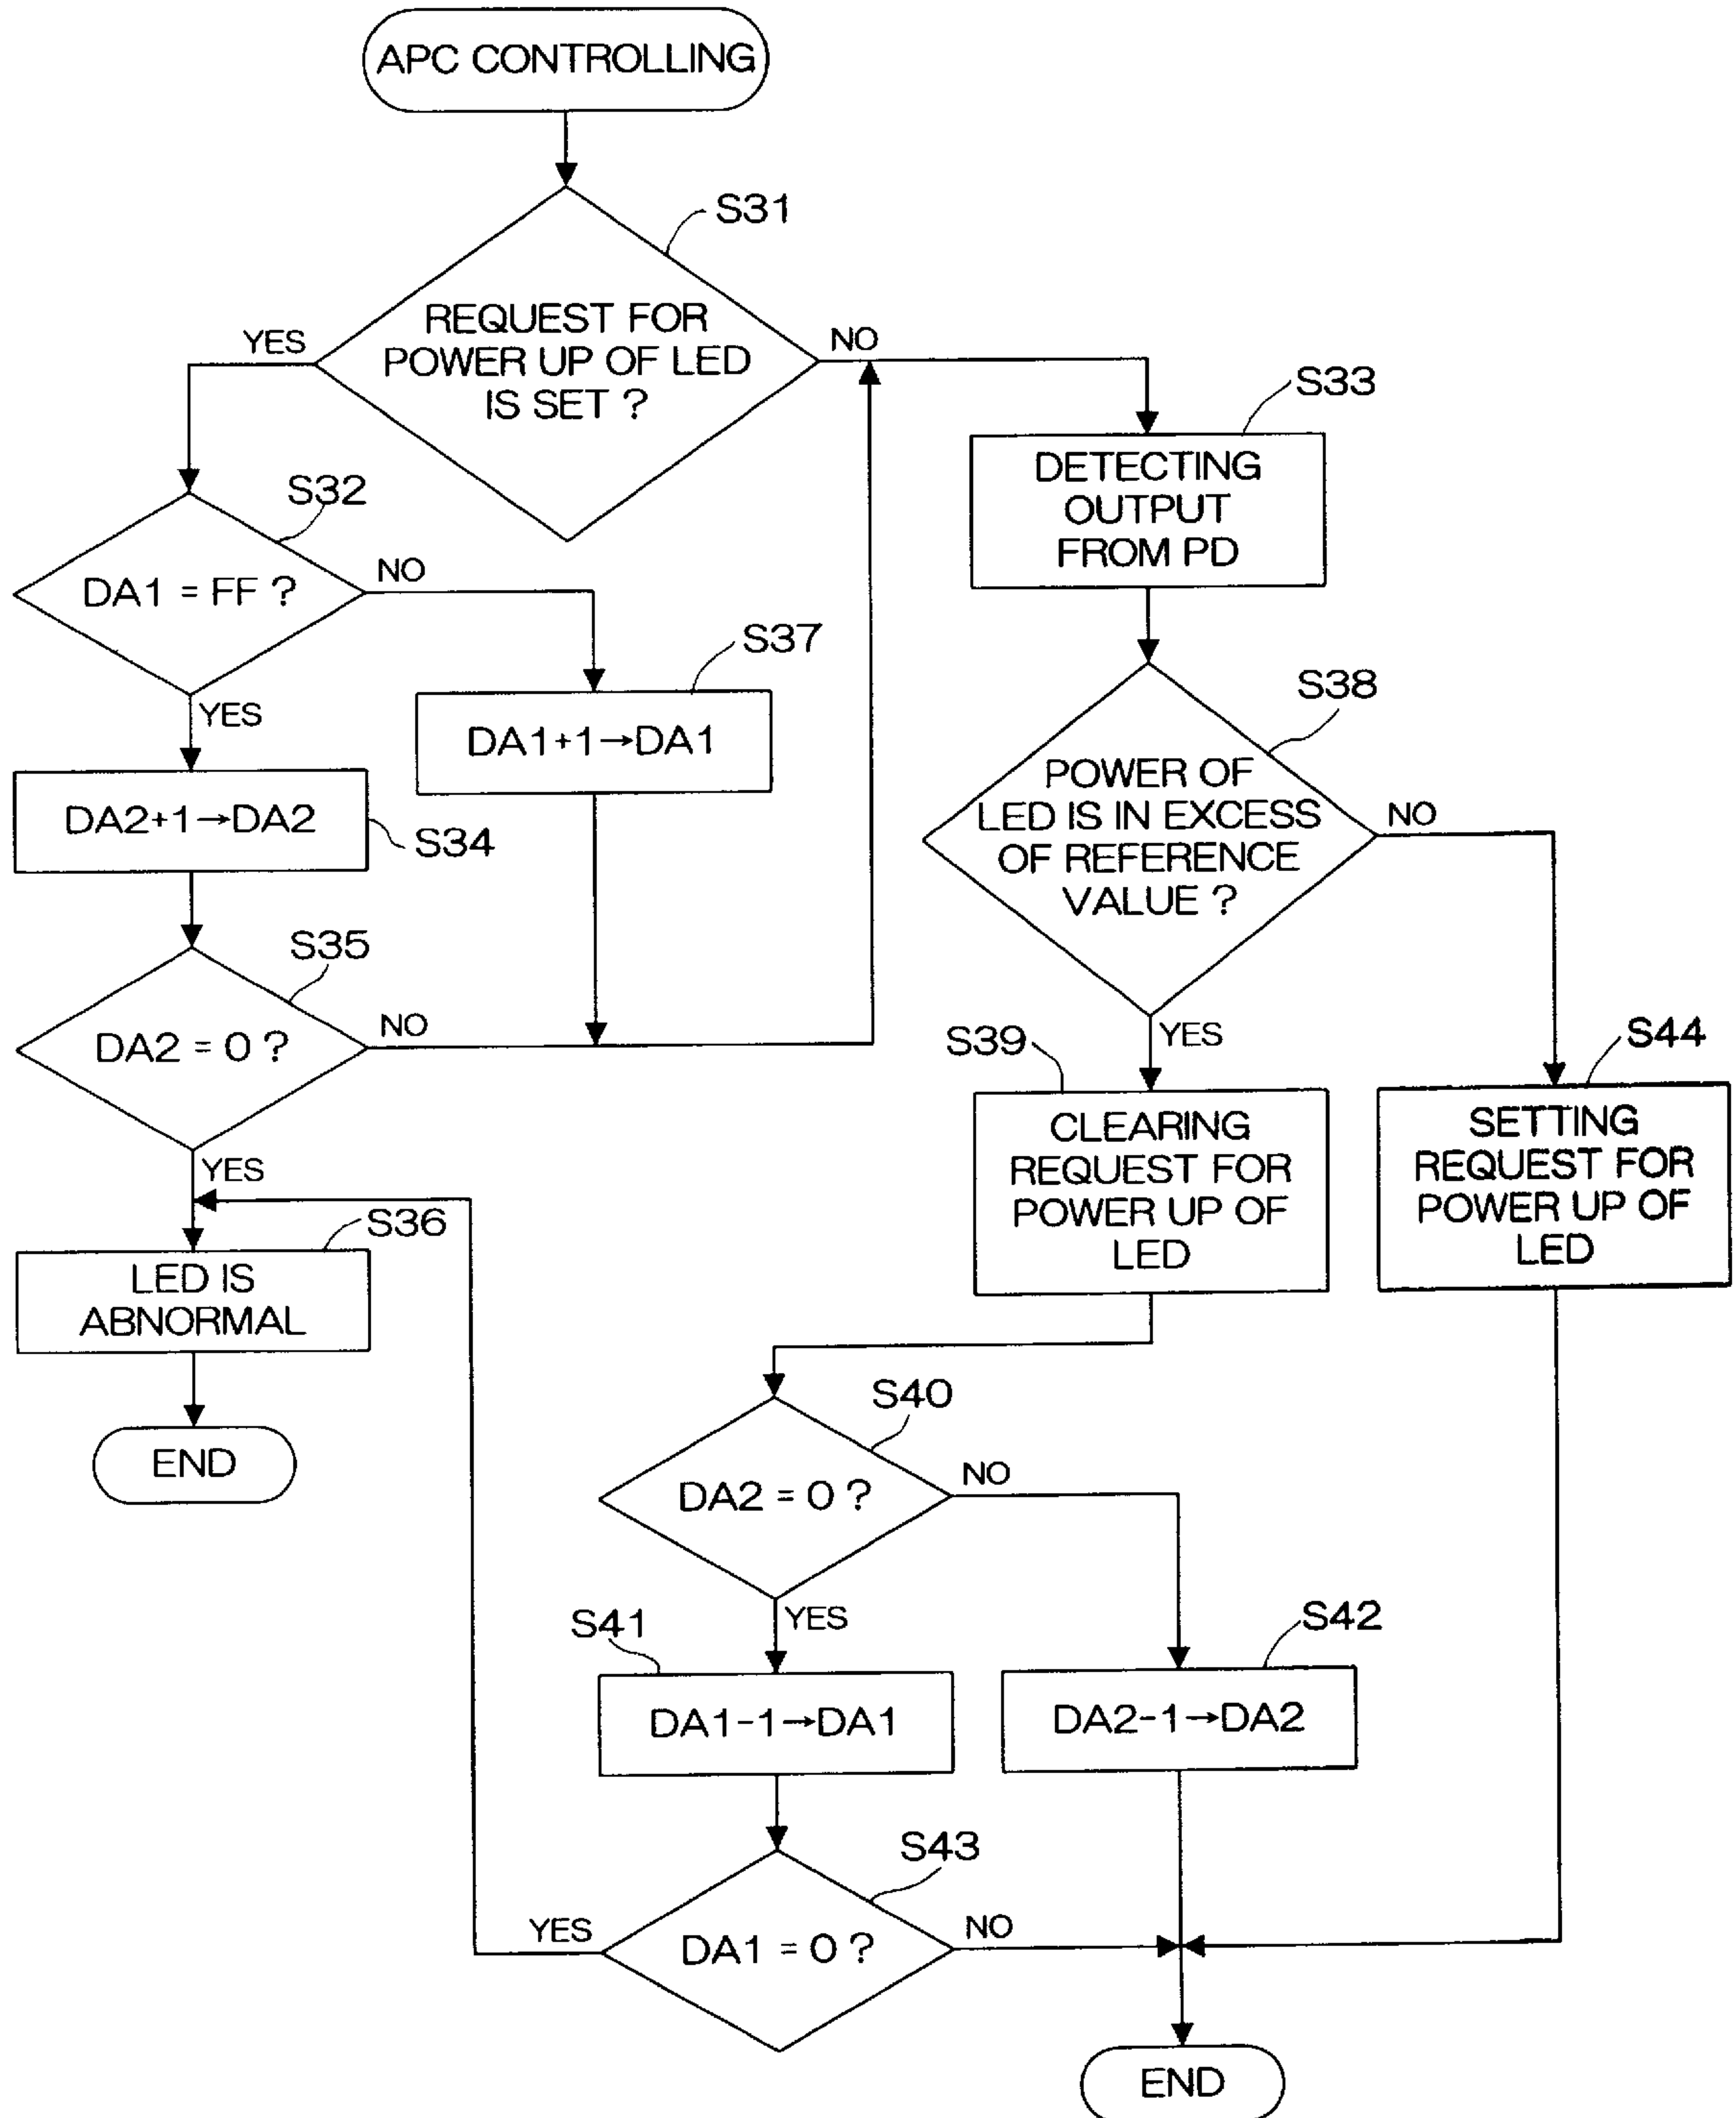 APC CONTROLLING
S31
REQUEST FOR
POWER UP OF LED
IS SET ?
YES
NO
S33
DETECTING
OUTPUT
FROM PD
S32
DA1 = FF ?
NO
YES
S37
DA1+1→DA1
S34
DA2+1→DA2
S38
POWER OF
LED IS IN EXCESS
OF REFERENCE
VALUE ?
NO
YES
S35
DA2 = 0 ?
NO
YES
S39
CLEARING
REQUEST FOR
POWER UP OF
LED
S44
SETTING
REQUEST FOR
POWER UP OF
LED
S36
LED IS
ABNORMAL
END
S40
DA2 = 0 ?
NO
YES
S41
DA1-1→DA1
S42
DA2-1→DA2
S43
DA1 = 0 ?
YES
NO
END